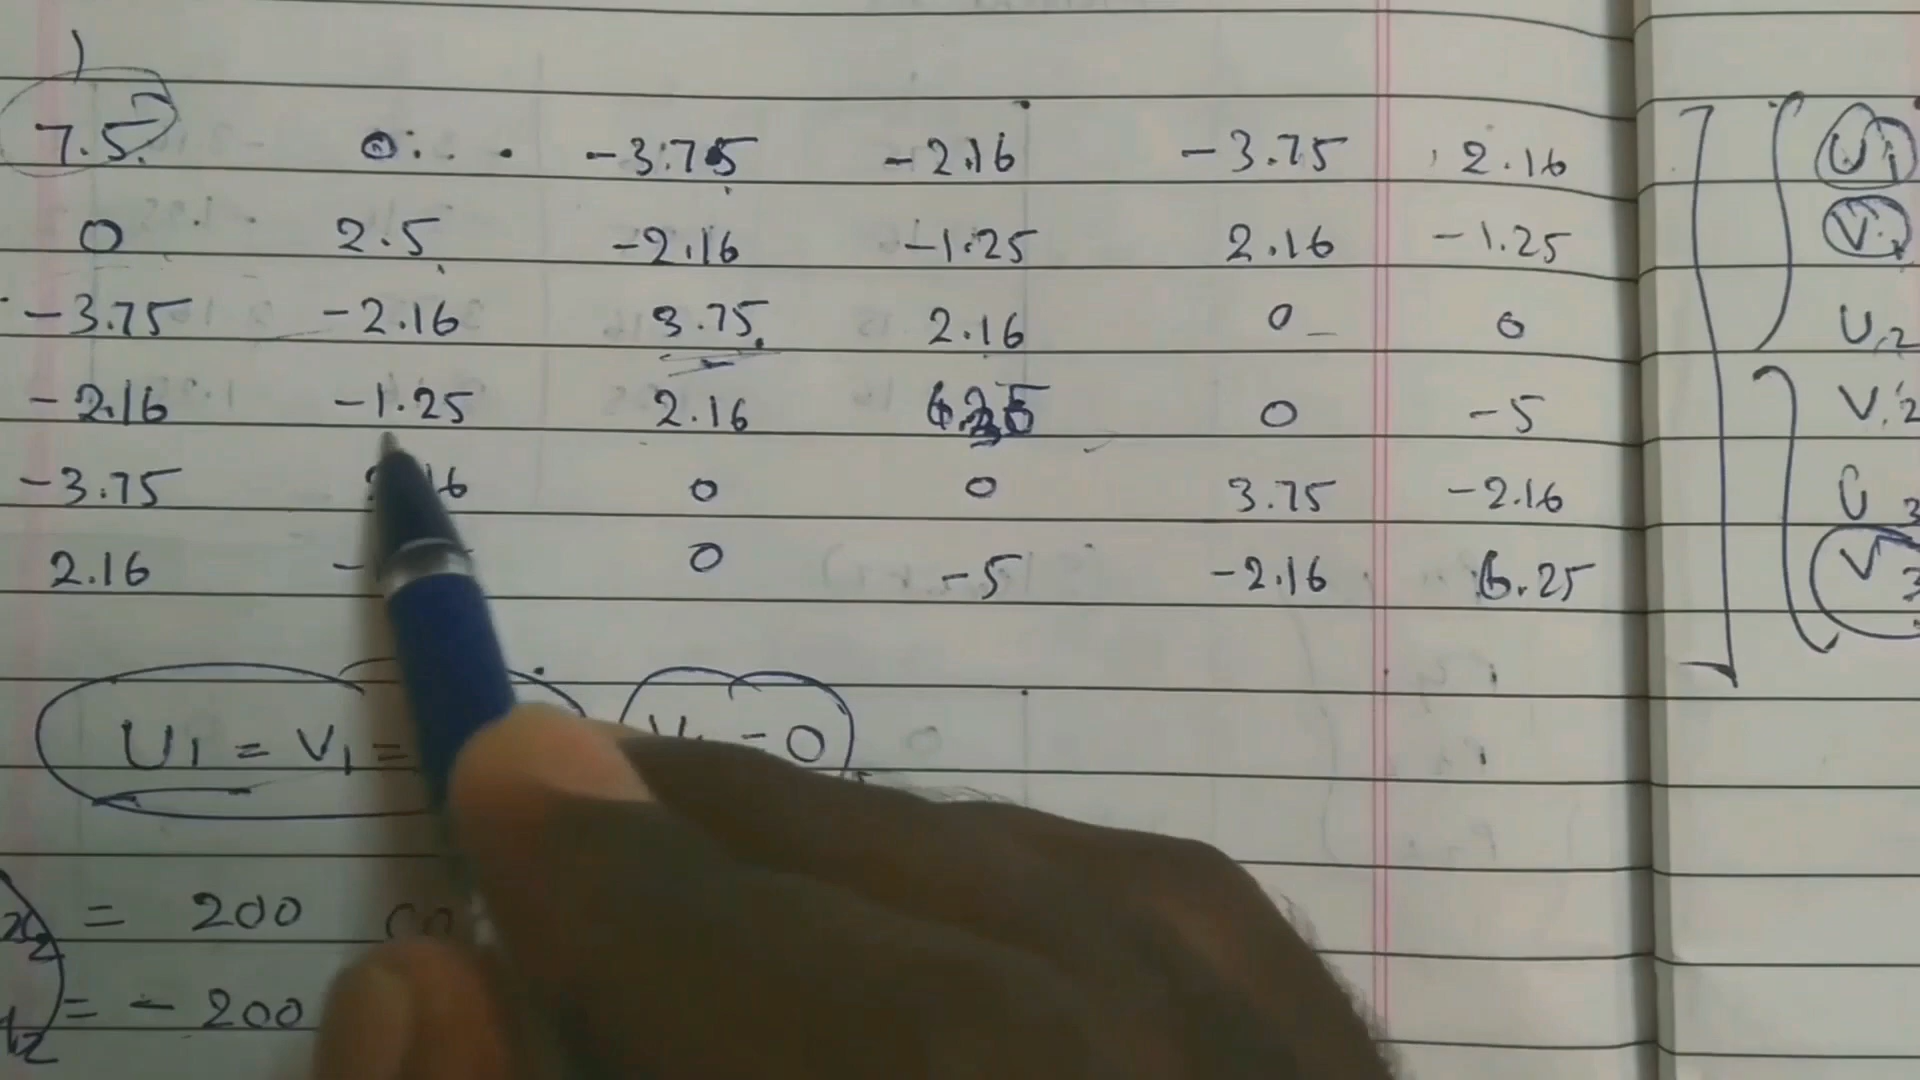 7.5 0 -3.75 -2.16 -3.75 2.16 U1
0 2.5 -2.16 -1.25 2.16 -1.25 V1
-3.75 -2.16 3.75 2.16 0 0 U2
-2.16 -1.25 2.16 6.25 0 -5 V2
-3.75 0 0 3.75 -2.16 U3
2.16 0 -5 -2.16 6.25 V3
U1 = V1 = = 0
= 200
= - 200